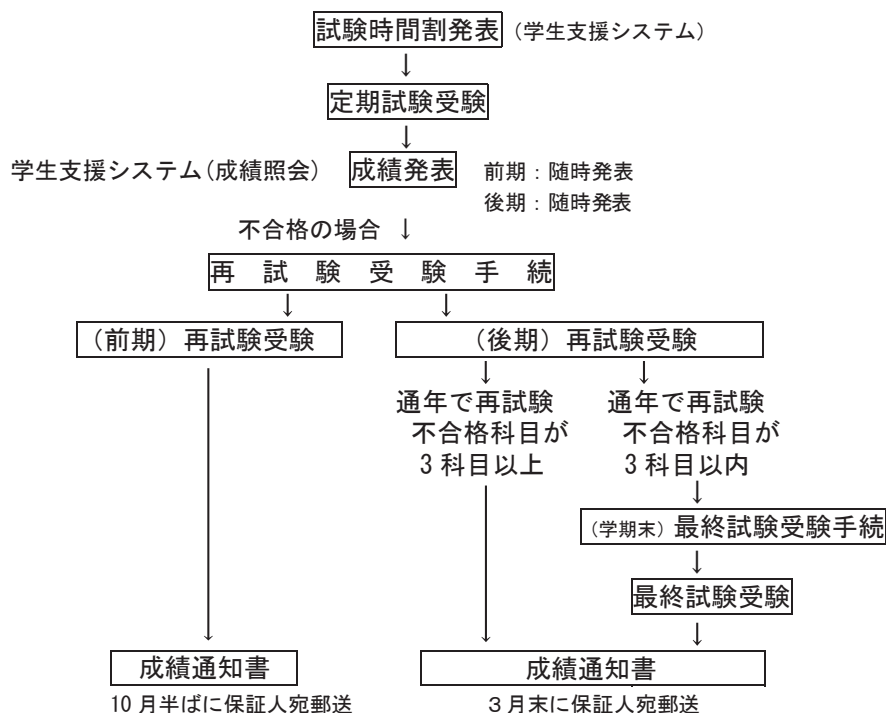 試験時間割発表 (学生支援システム)
↓
定期試験受験
↓
学生支援システム(成績照会) 成績発表 前期：随時発表
後期：随時発表
不合格の場合 ↓
再試験受験手続
↓ ↓
(前期) 再試験受験 (後期) 再試験受験
↓ ↓
通年で再試験 通年で再試験
不合格科目が 不合格科目が
3科目以上 3科目以内
↓
(学期末) 最終試験受験手続
↓
最終試験受験
↓ ↓ ↓
成績通知書 成績通知書
10月半ばに保証人宛郵送 3月末に保証人宛郵送